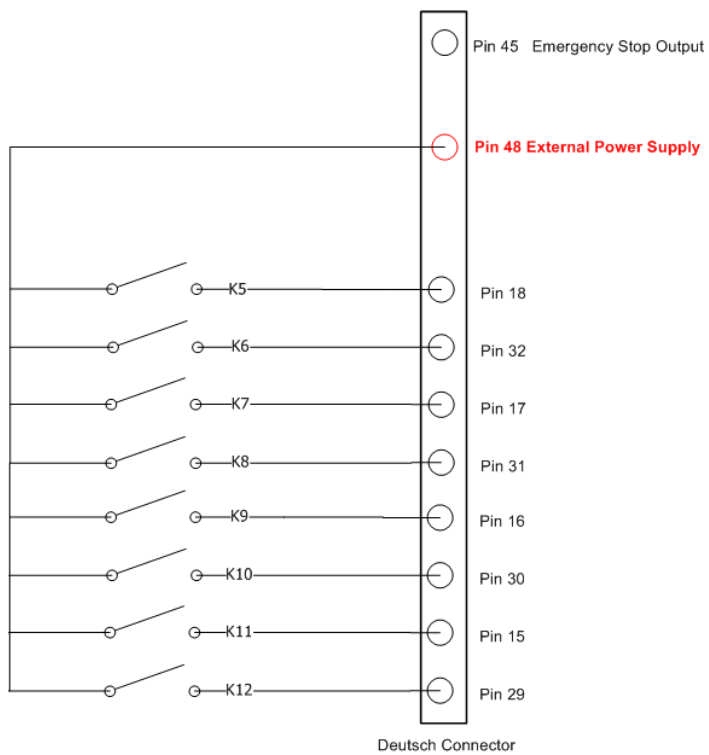 Pin 45 Emergency Stop Output
Pin 48 External Power Supply
K5 Pin 18
K6 Pin 32
K7 Pin 17
K8 Pin 31
K9 Pin 16
K10 Pin 30
K11 Pin 15
K12 Pin 29
Deutsch Connector